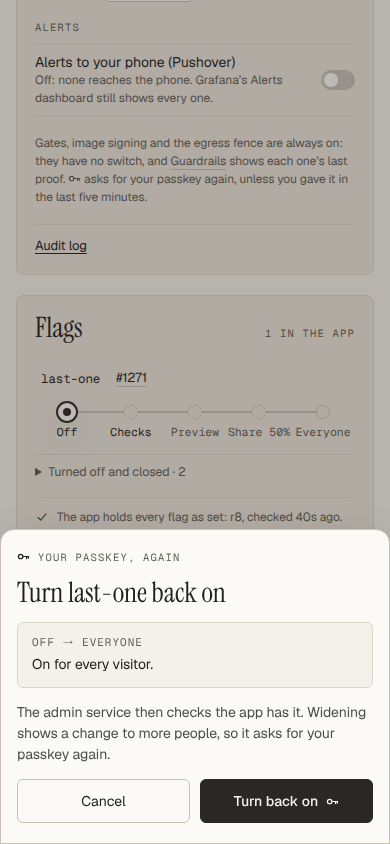 ALERTS
Alerts to your phone (Pushover)
Off: none reaches the phone. Grafana's Alerts
dashboard still shows every one.
Gates, image signing and the egress fence are always on:
they have no switch, and Guardrails shows each one's last
proof. asks for your passkey again, unless you gave it in
the last five minutes.
Audit log
Flags
1 IN THE APP
last-one #1271
Off Checks Preview Share 50% Everyone
Turned off and closed · 2
The app holds every flag as set: r8, checked 40s ago.
YOUR PASSKEY, AGAIN
Turn last-one back on
OFF → EVERYONE
On for every visitor.
The admin service then checks the app has it. Widening
shows a change to more people, so it asks for your
passkey again.
Cancel
Turn back on